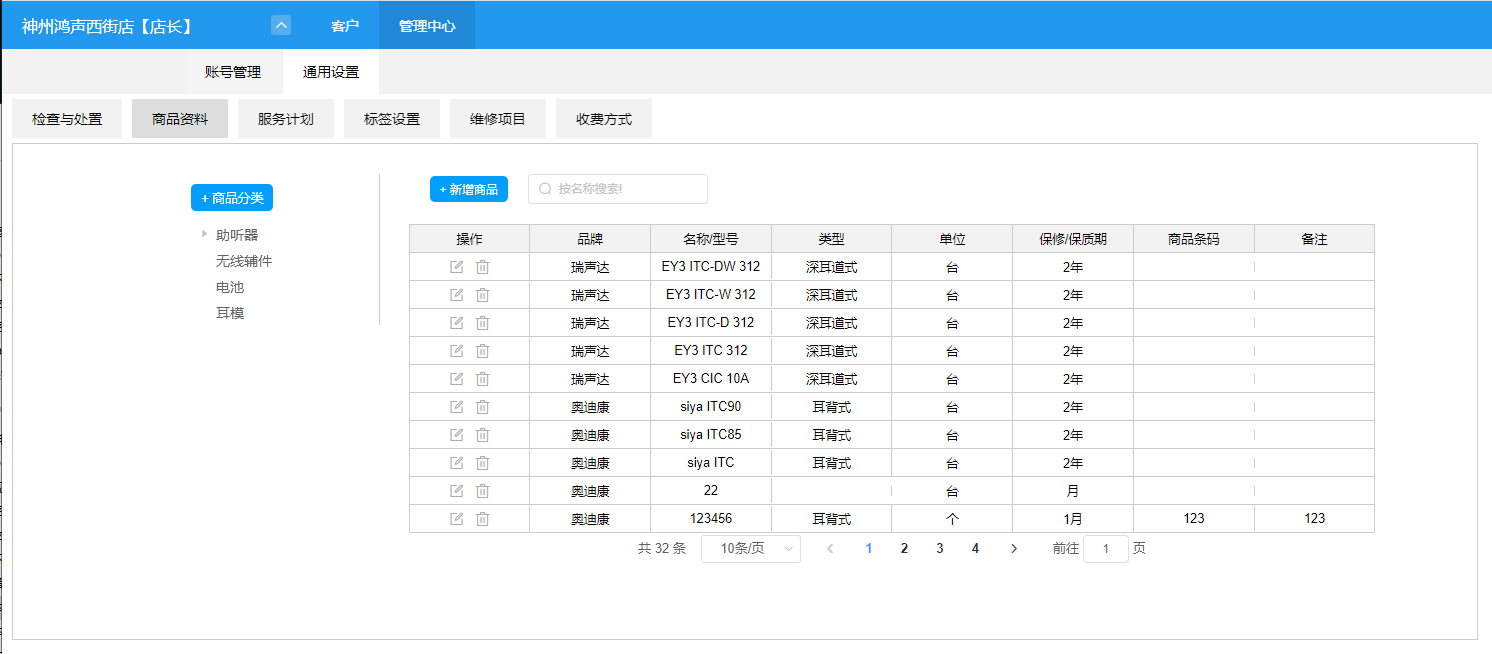 神州鸿声西街店【店长】 客户 管理中心
账号管理 通用设置
检查与处置 商品资料 服务计划 标签设置 维修项目 收费方式
+ 商品分类
助听器
无线辅件
电池
耳模
+ 新增商品 按名称搜索!
操作 品牌 名称/型号 类型 单位 保修/保质期 商品条码 备注
瑞声达 EY3 ITC-DW 312 深耳道式 台 2年
瑞声达 EY3 ITC-W 312 深耳道式 台 2年
瑞声达 EY3 ITC-D 312 深耳道式 台 2年
瑞声达 EY3 ITC 312 深耳道式 台 2年
瑞声达 EY3 CIC 10A 深耳道式 台 2年
奥迪康 siya ITC90 耳背式 台 2年
奥迪康 siya ITC85 耳背式 台 2年
奥迪康 siya ITC 耳背式 台 2年
奥迪康 22 台 月
奥迪康 123456 耳背式 个 1月 123 123
共 32 条 10条/页 1 2 3 4 前往 1 页